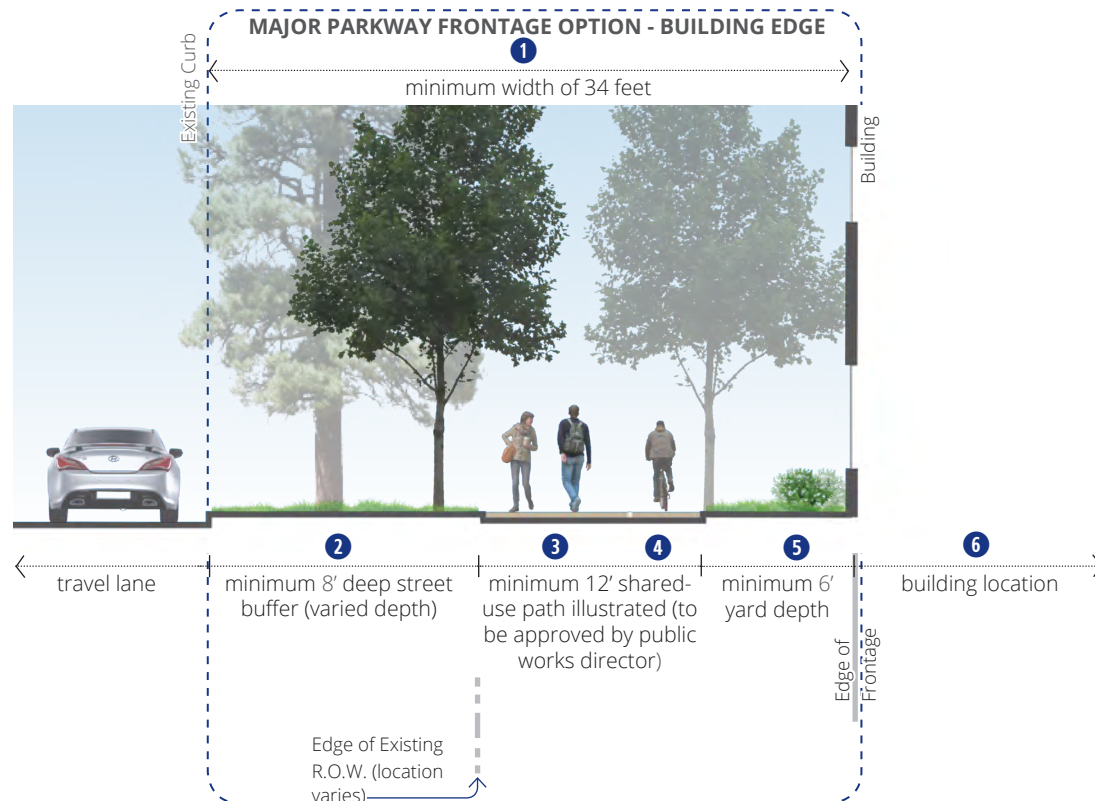 MAJOR PARKWAY FRONTAGE OPTION - BUILDING EDGE
1
minimum width of 34 feet
Existing Curb
Building
2
3
4
5
6
travel lane
minimum 8’ deep street
buffer (varied depth)
minimum 12’ shared-
use path illustrated (to
be approved by public
works director)
minimum 6’
yard depth
building location
Edge of
Frontage
Edge of Existing
R.O.W. (location
varies)